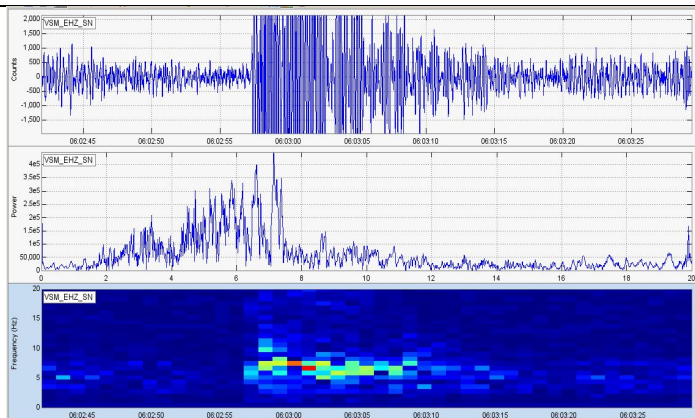 VSM_EHZ_SN
Counts
2,000
1,500
1,000
500
0
-500
-1,000
-1,500
06:02:45 06:02:50 06:02:55 06:03:00 06:03:05 06:03:10 06:03:15 06:03:20 06:03:25
VSM_EHZ_SN
Power
4e5
3.5e5
3e5
2.5e5
2e5
1.5e5
1e5
50,000
0
0 2 4 6 8 10 12 14 16 18 20
VSM_EHZ_SN
Frequency (Hz)
20
15
10
5
0
06:02:45 06:02:50 06:02:55 06:03:00 06:03:05 06:03:10 06:03:15 06:03:20 06:03:25